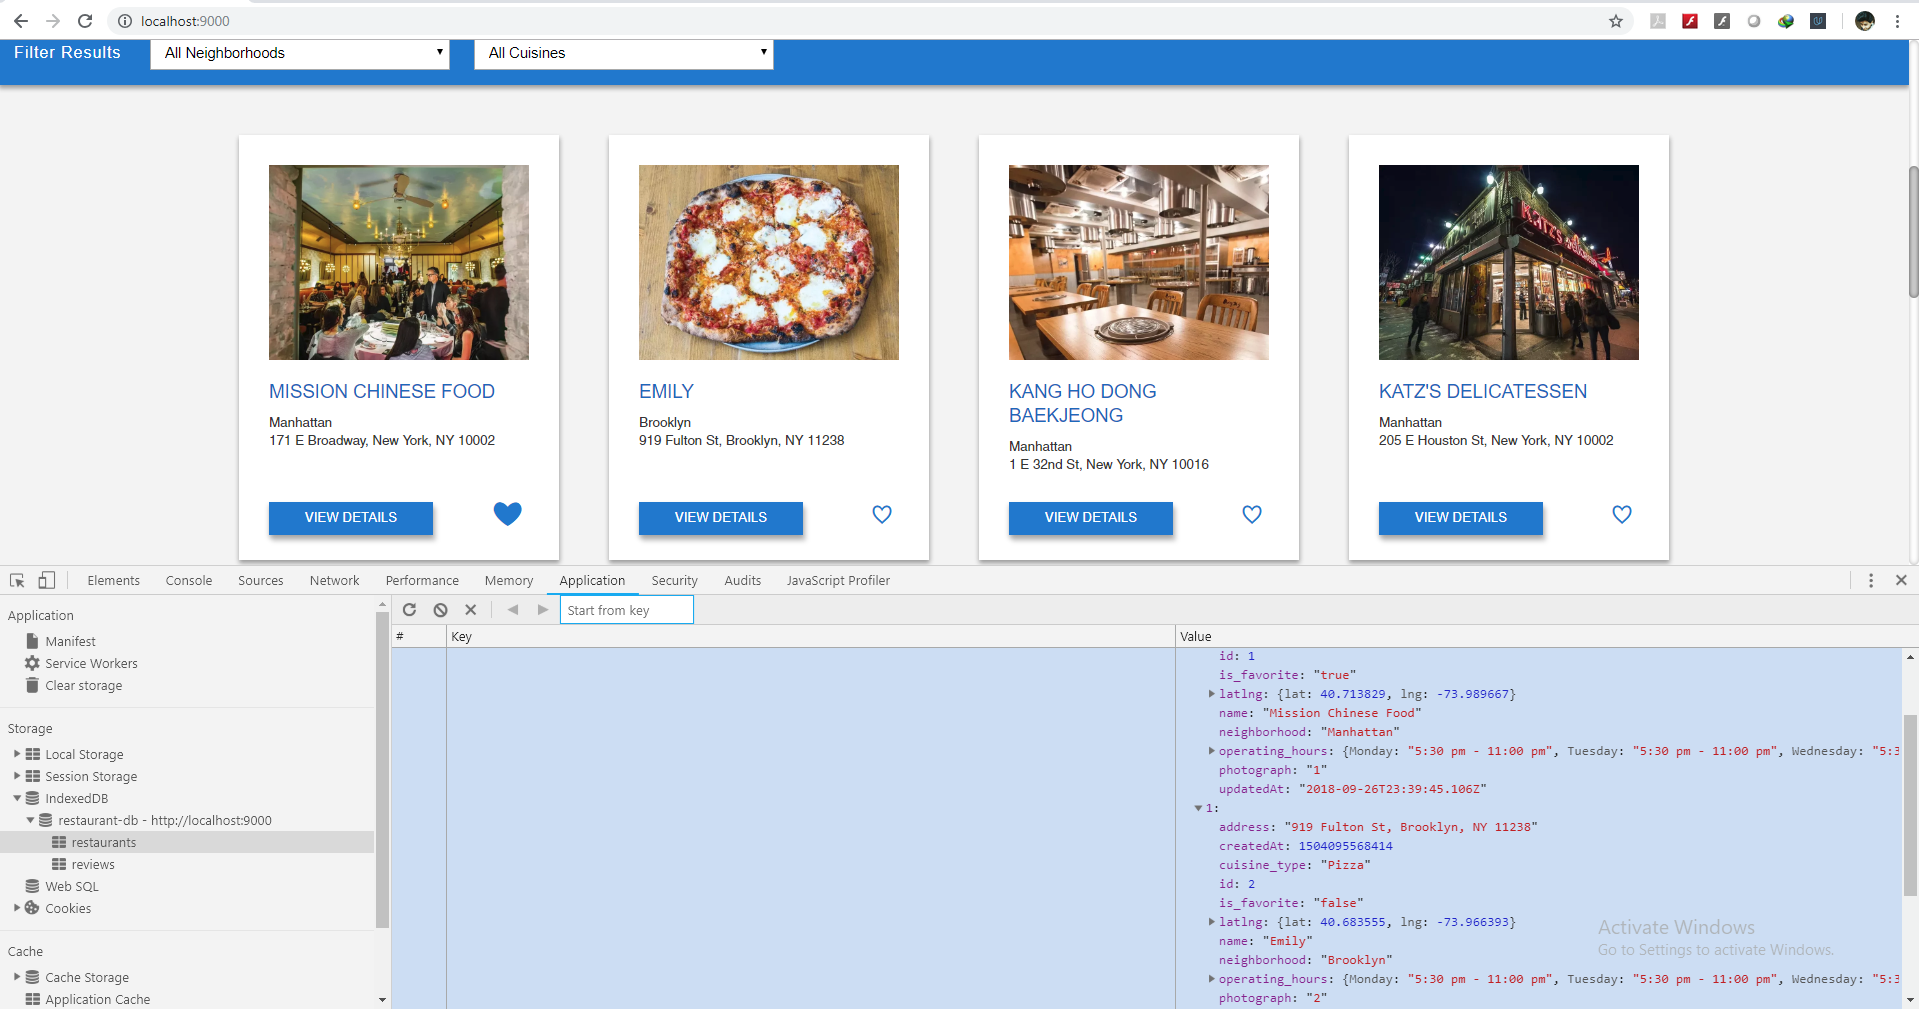 localhost:9000
Filter Results
All Neighborhoods
All Cuisines
KATZ'S
MISSION CHINESE FOOD
Manhattan
171 E Broadway, New York, NY 10002
VIEW DETAILS
EMILY
Brooklyn
919 Fulton St, Brooklyn, NY 11238
VIEW DETAILS
KANG HO DONG
BAEKJEONG
Manhattan
1 E 32nd St, New York, NY 10016
VIEW DETAILS
KATZ'S DELICATESSEN
Manhattan
205 E Houston St, New York, NY 10002
VIEW DETAILS
Elements Console Sources Network Performance Memory Application Security Audits JavaScript Profiler
Application
Manifest
Service Workers
Clear storage
Storage
Local Storage
Session Storage
IndexedDB
restaurant-db - http://localhost:9000
restaurants
reviews
Web SQL
Cookies
Cache
Cache Storage
Application Cache
Start from key
# Key Value
id: 1
is_favorite: "true"
latlng: {lat: 40.713829, lng: -73.989667}
name: "Mission Chinese Food"
neighborhood: "Manhattan"
operating_hours: {Monday: "5:30 pm - 11:00 pm", Tuesday: "5:30 pm - 11:00 pm", Wednesday: "5:3
photograph: "1"
updatedAt: "2018-09-26T23:39:45.106Z"
1:
address: "919 Fulton St, Brooklyn, NY 11238"
createdAt: 1504095568414
cuisine_type: "Pizza"
id: 2
is_favorite: "false"
latlng: {lat: 40.683555, lng: -73.966393}
name: "Emily"
neighborhood: "Brooklyn"
operating_hours: {Monday: "5:30 pm - 11:00 pm", Tuesday: "5:30 pm - 11:00 pm", Wednesday: "5:3
photograph: "2"
Activate Windows
Go to Settings to activate Windows.